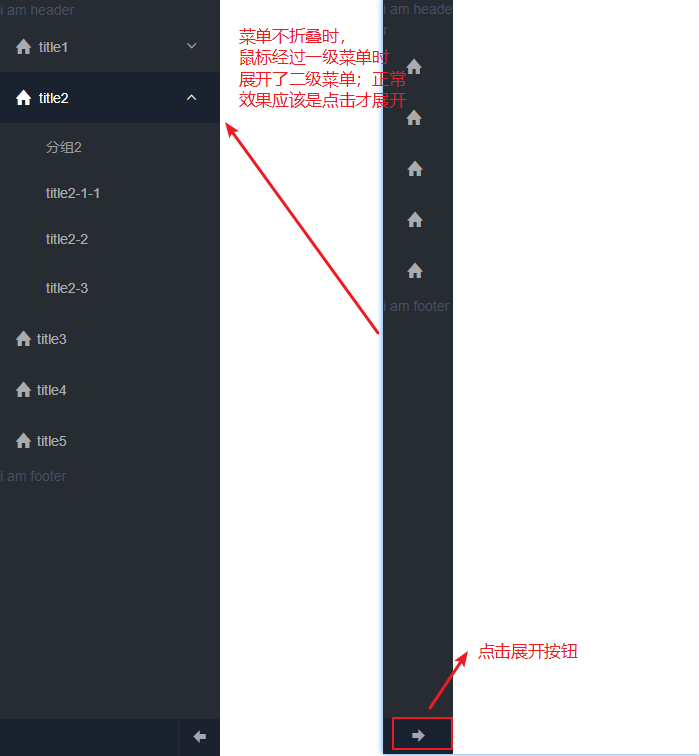 i am header
title1
title2
分组2
title2-1-1
title2-2
title2-3
title3
title4
title5
i am footer
菜单不折叠时，
鼠标经过一级菜单时
展开了二级菜单；正常
效果应该是点击才展开
i am heade
r
i am footer
点击展开按钮